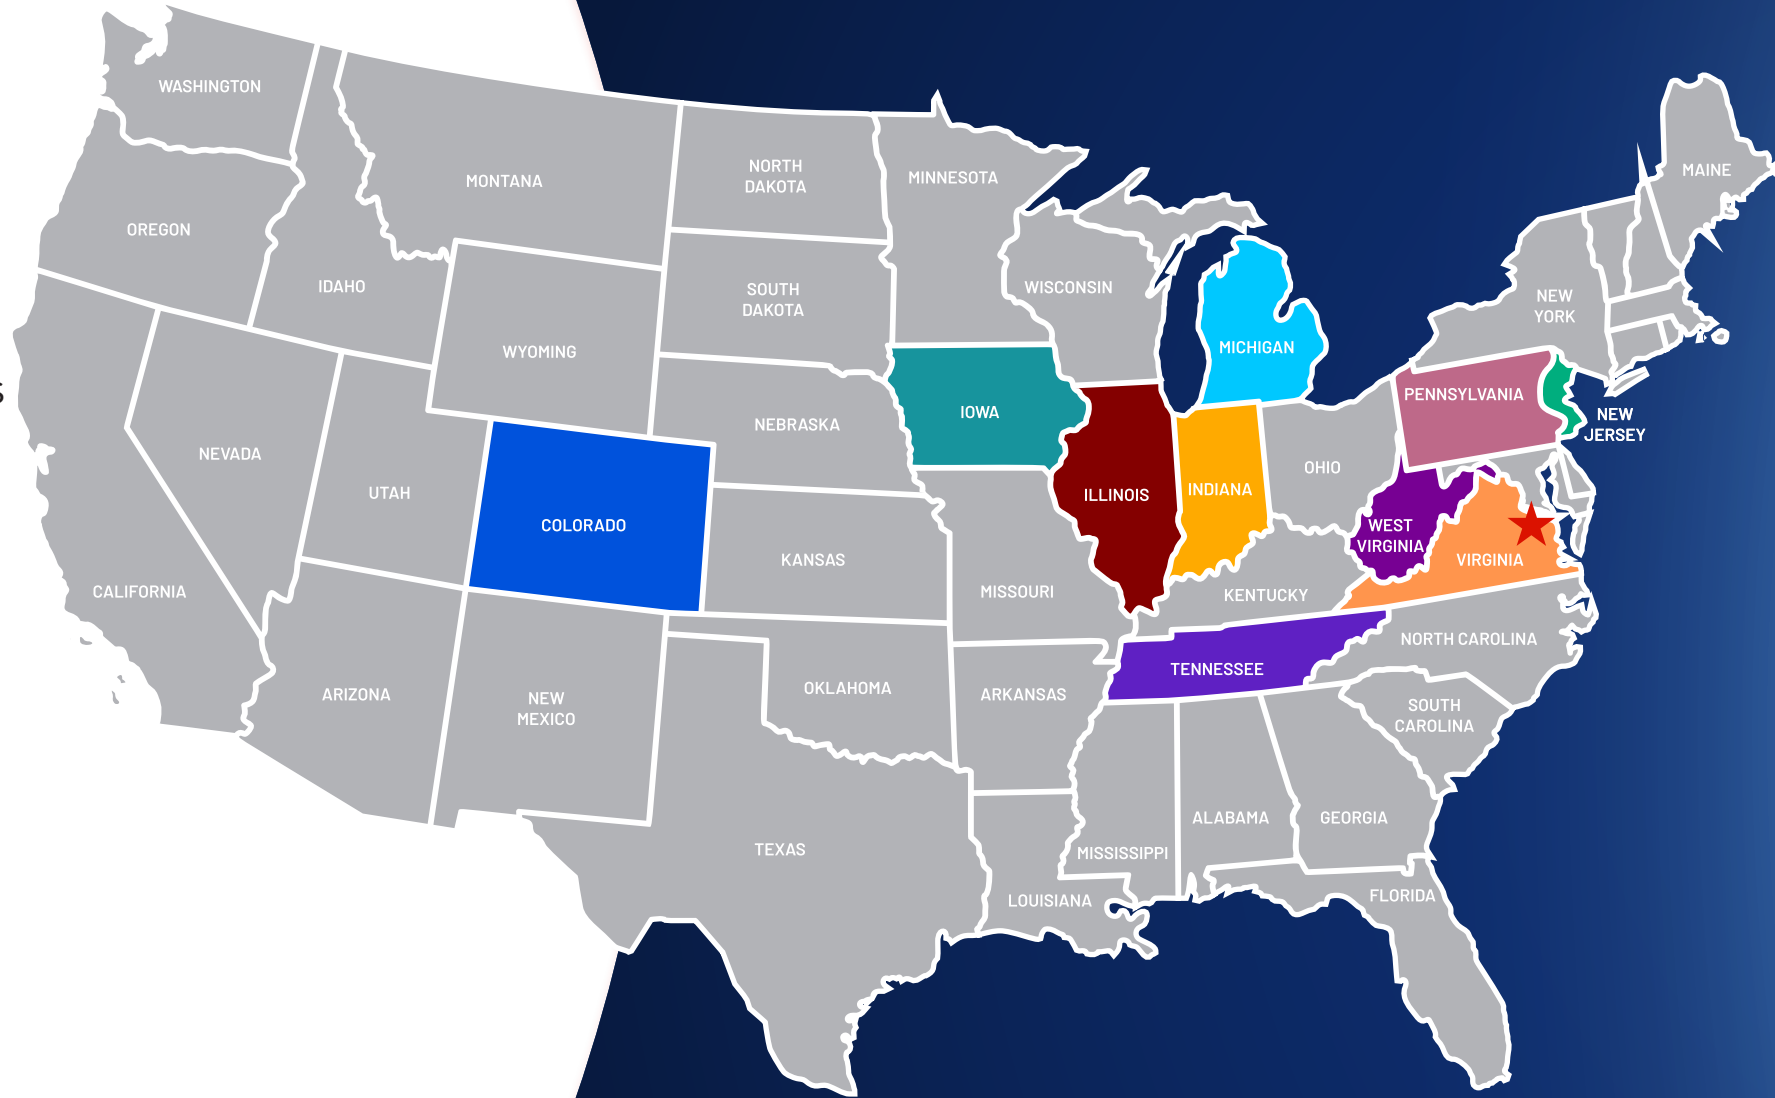 WASHINGTON
OREGON
CALIFORNIA
NEVADA
IDAHO
MONTANA
WYOMING
UTAH
COLORADO
ARIZONA
NEW
MEXICO
NORTH
DAKOTA
SOUTH
DAKOTA
NEBRASKA
KANSAS
OKLAHOMA
TEXAS
MINNESOTA
IOWA
MISSOURI
ARKANSAS
LOUISIANA
WISCONSIN
ILLINOIS
MICHIGAN
INDIANA
OHIO
KENTUCKY
TENNESSEE
MISSISSIPPI
ALABAMA
GEORGIA
FLORIDA
SOUTH
CAROLINA
NORTH CAROLINA
VIRGINIA
WEST
VIRGINIA
PENNSYLVANIA
NEW
JERSEY
NEW
YORK
MAINE